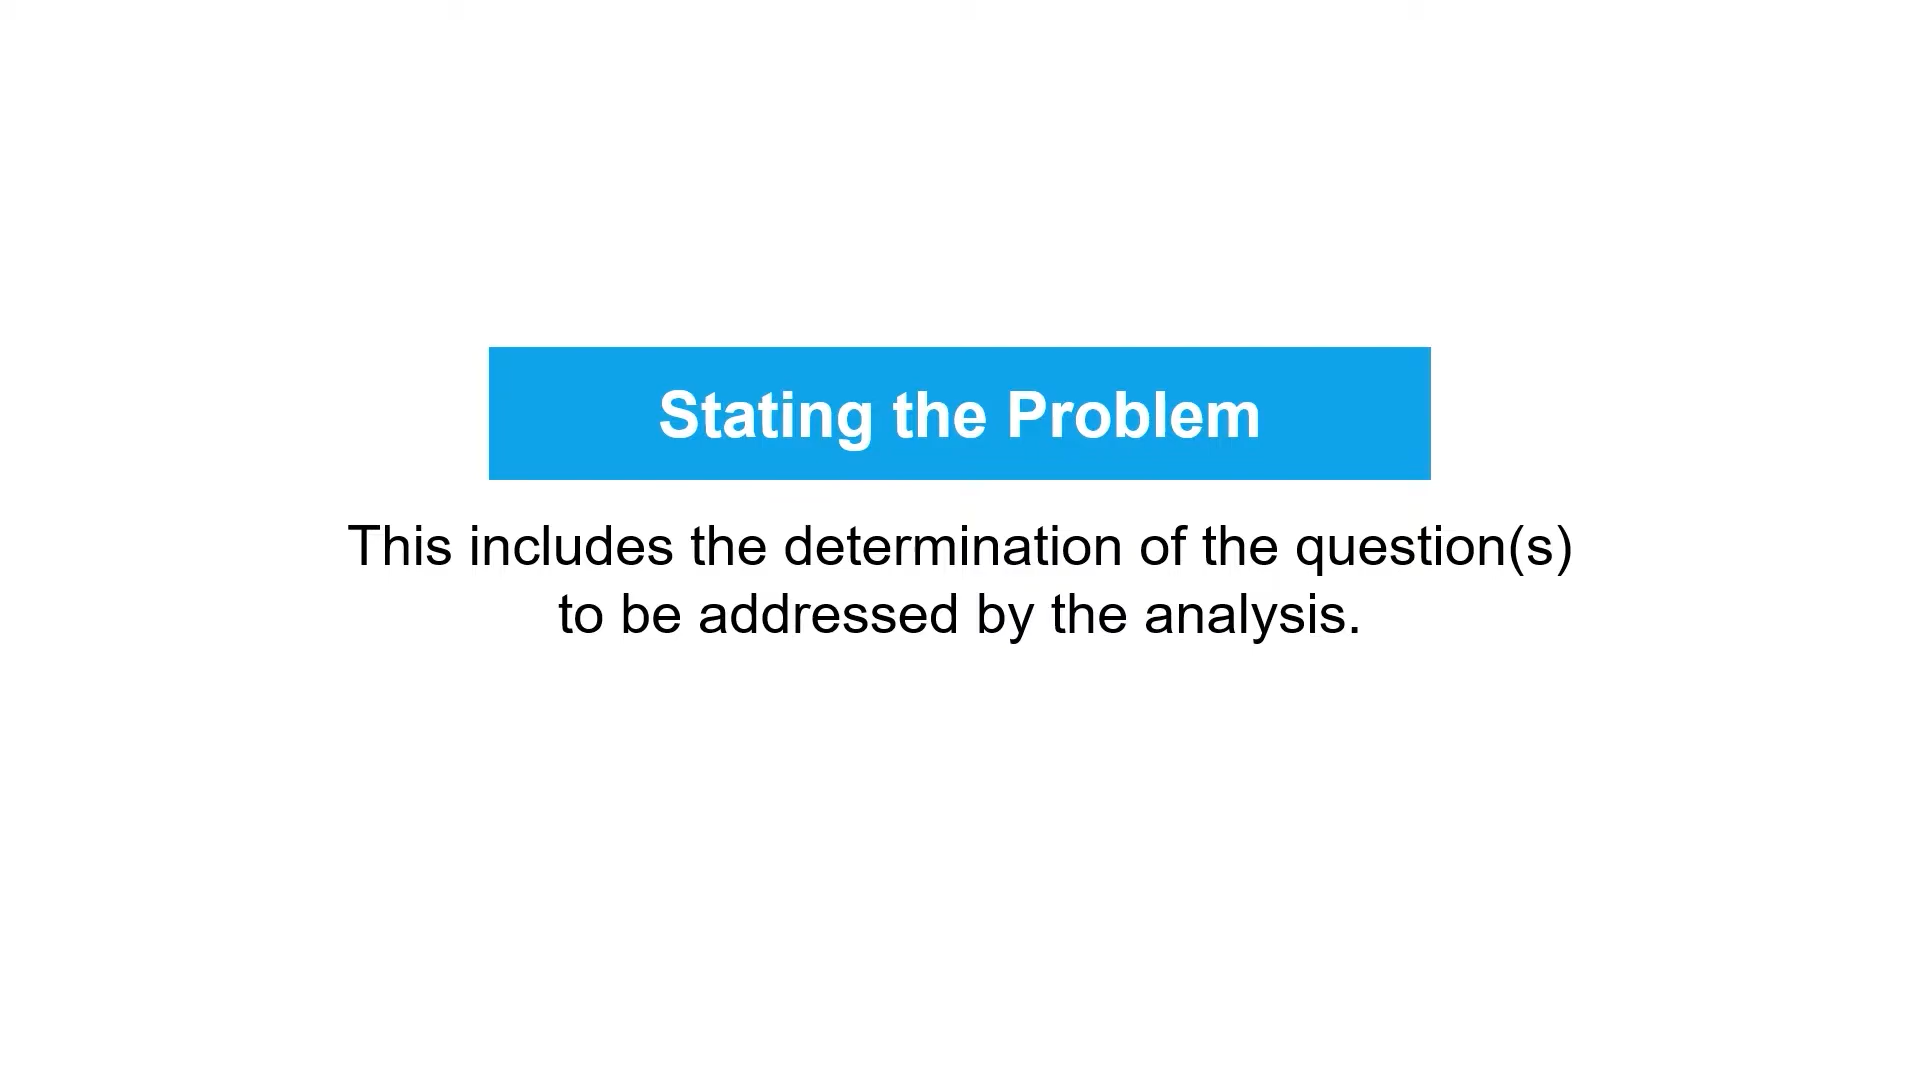 Stating the Problem
This includes the determination of the question(s)
to be addressed by the analysis.